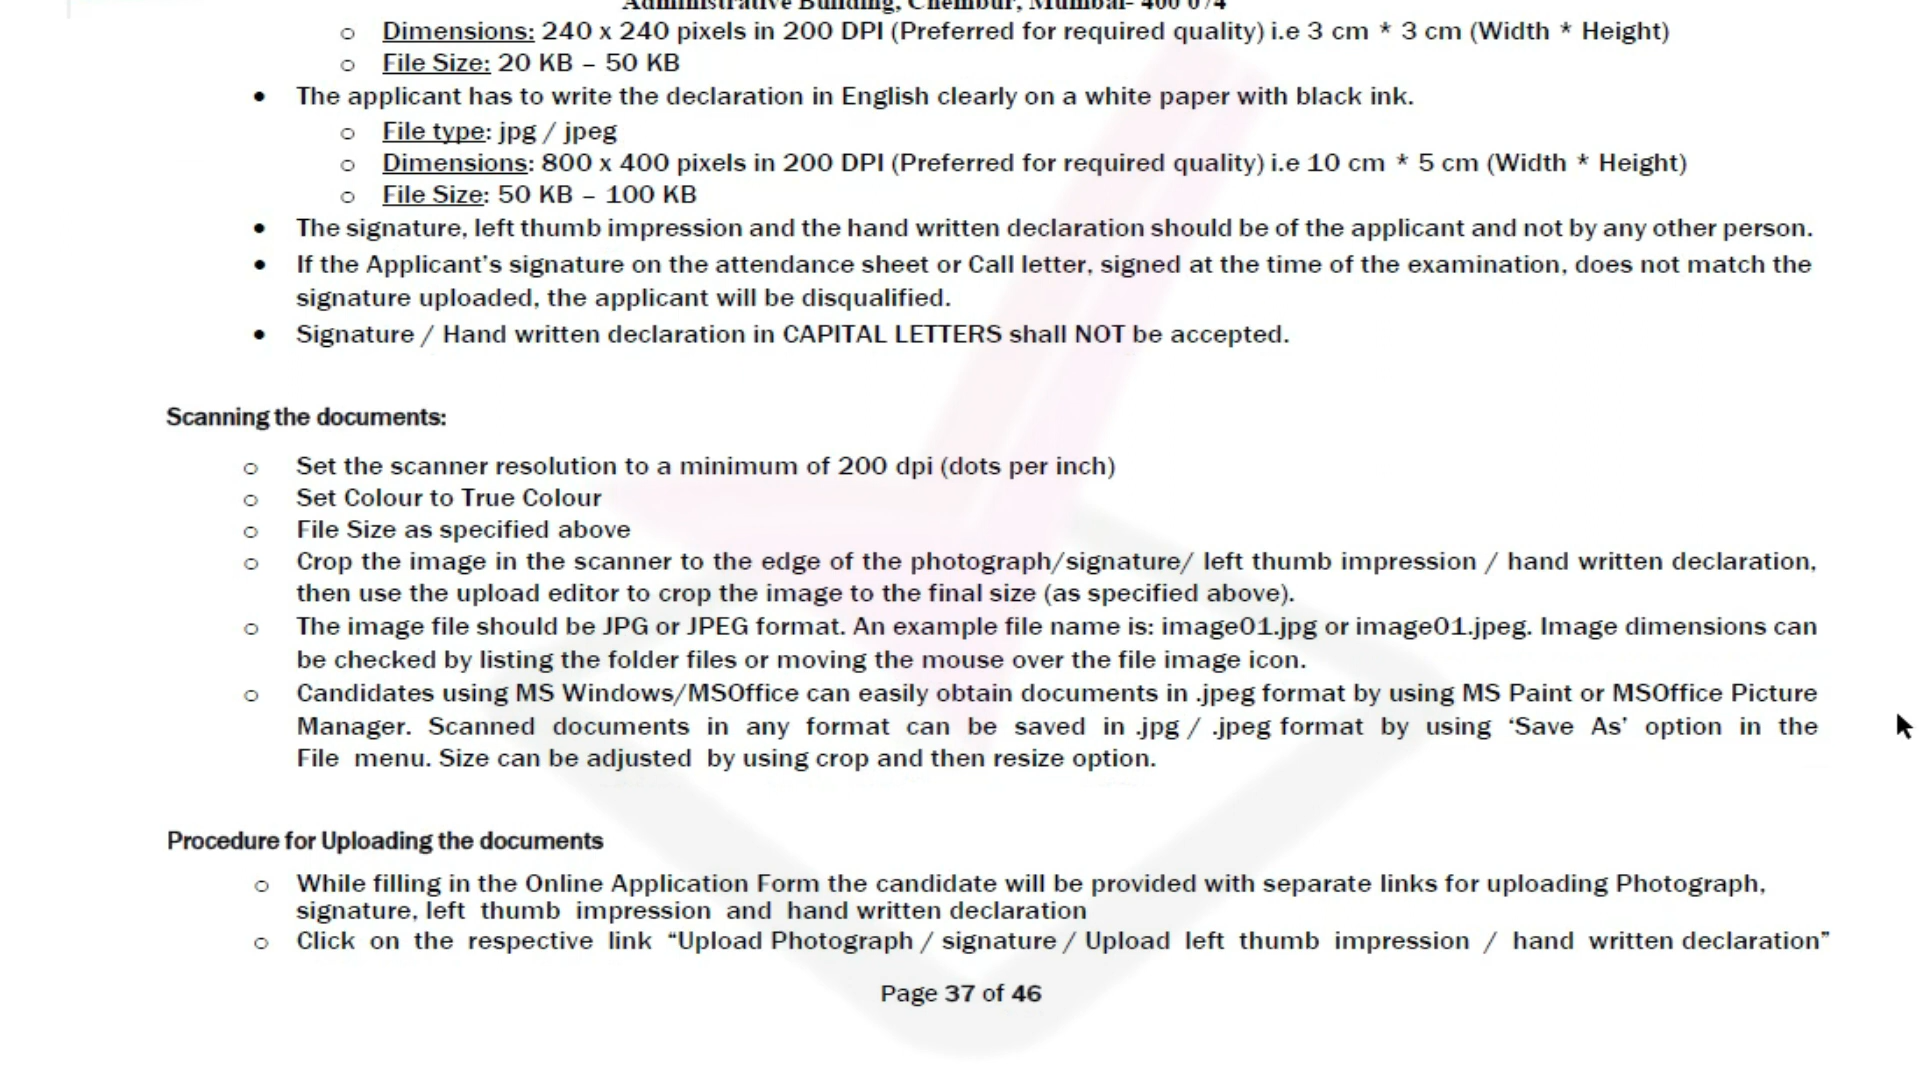 Administrative Building, Chembur, Mumbai- 400 074
o Dimensions: 240 x 240 pixels in 200 DPI (Preferred for required quality) i.e 3 cm * 3 cm (Width * Height)
o File Size: 20 KB – 50 KB
• The applicant has to write the declaration in English clearly on a white paper with black ink.
o File type: jpg / jpeg
o Dimensions: 800 x 400 pixels in 200 DPI (Preferred for required quality) i.e 10 cm * 5 cm (Width * Height)
o File Size: 50 KB – 100 KB
• The signature, left thumb impression and the hand written declaration should be of the applicant and not by any other person.
• If the Applicant’s signature on the attendance sheet or Call letter, signed at the time of the examination, does not match the
signature uploaded, the applicant will be disqualified.
• Signature / Hand written declaration in CAPITAL LETTERS shall NOT be accepted.
Scanning the documents:
o Set the scanner resolution to a minimum of 200 dpi (dots per inch)
o Set Colour to True Colour
o File Size as specified above
o Crop the image in the scanner to the edge of the photograph/signature/ left thumb impression / hand written declaration,
then use the upload editor to crop the image to the final size (as specified above).
o The image file should be JPG or JPEG format. An example file name is: image01.jpg or image01.jpeg. Image dimensions can
be checked by listing the folder files or moving the mouse over the file image icon.
o Candidates using MS Windows/MSOffice can easily obtain documents in .jpeg format by using MS Paint or MSOffice Picture
Manager. Scanned documents in any format can be saved in .jpg / .jpeg format by using ‘Save As’ option in the
File menu. Size can be adjusted by using crop and then resize option.
Procedure for Uploading the documents
o While filling in the Online Application Form the candidate will be provided with separate links for uploading Photograph,
signature, left thumb impression and hand written declaration
o Click on the respective link “Upload Photograph / signature / Upload left thumb impression / hand written declaration”
Page 37 of 46